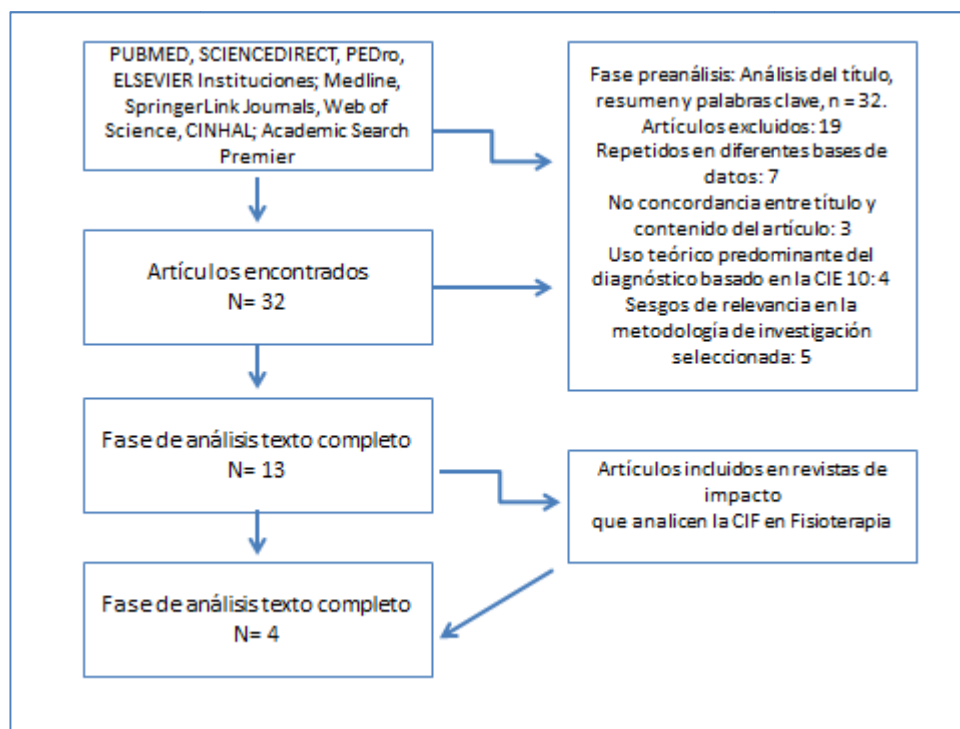 PUBMED, SCIENCEDIRECT, PEDro,
ELSEVIER Instituciones; Medline,
SpringerLink Journals, Web of
Science, CINHAL; Academic Search
Premier
Fase preanálisis: Análisis del título,
resumen y palabras clave, n = 32.
Artículos excluidos: 19
Repetidos en diferentes bases de
datos: 7
No concordancia entre título y
contenido del artículo: 3
Uso teórico predominante del
diagnóstico basado en la CIE 10: 4
Sesgos de relevancia en la
metodología de investigación
seleccionada: 5
Artículos encontrados
N= 32
Fase de análisis texto completo
N= 13
Artículos incluidos en revistas de
impacto
que analicen la CIF en Fisioterapia
Fase de análisis texto completo
N= 4